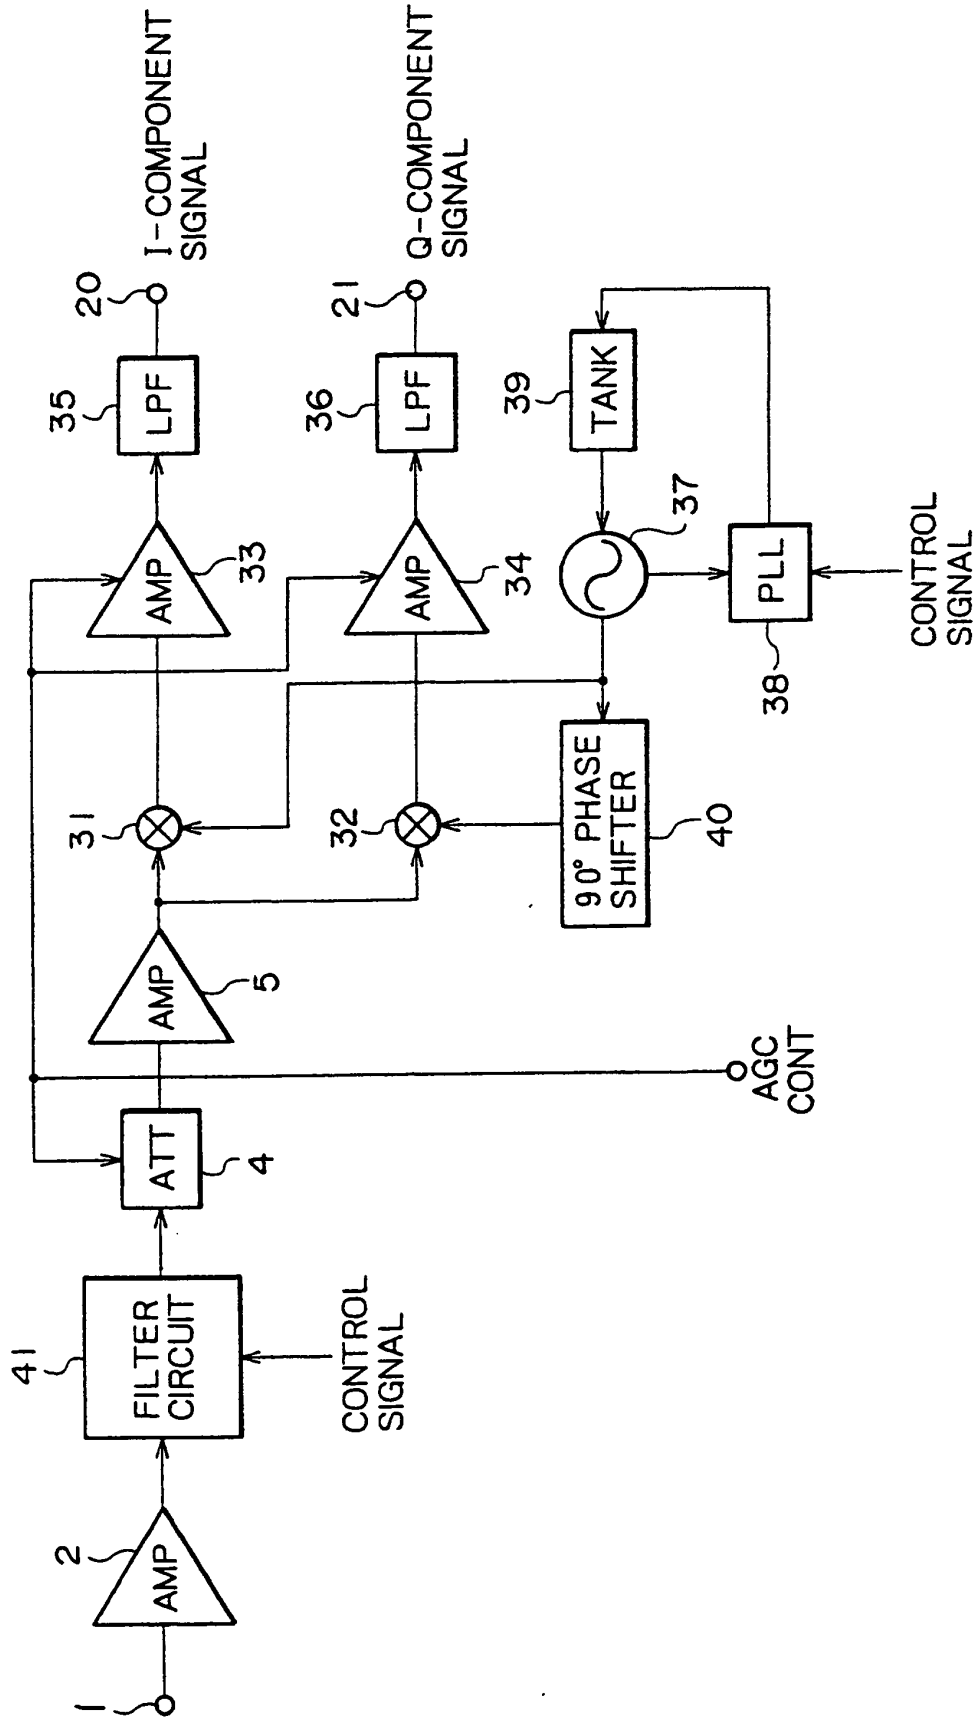 1
2
AMP
41
FILTER
CIRCUIT
CONTROL
SIGNAL
ATT
4
AMP
5
AGC
CONT
31
32
AMP
33
AMP
34
35
LPF
36
LPF
20
I-COMPONENT
SIGNAL
21
Q-COMPONENT
SIGNAL
90° PHASE
SHIFTER
40
37
39
TANK
PLL
38
CONTROL
SIGNAL